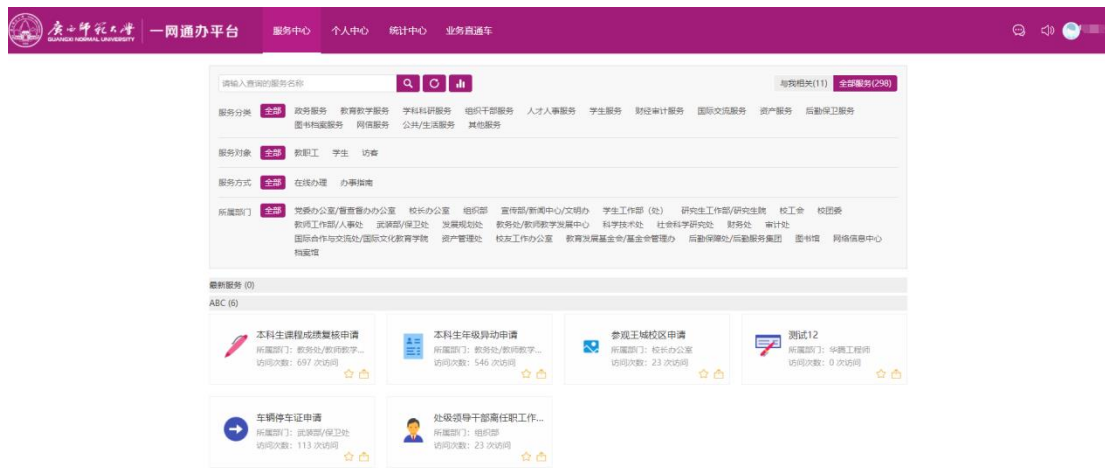 广西师范大学 一网通办平台 服务中心 个人中心 统计中心 业务直通车
GUANGXI NORMAL UNIVERSITY
请输入查询的服务名称 与我相关(11) 全部服务(298)
服务分类 全部 政务服务 教育教学服务 学科科研服务 组织干部服务 人才人事服务 学生服务 财经审计服务 国际交流服务 资产服务 后勤保卫服务
图书档案服务 网信服务 公共/生活服务 其他服务
服务对象 全部 教职工 学生 访客
服务方式 全部 在线办理 办事指南
所属部门 全部 党委办公室/督查督办办公室 校长办公室 组织部 宣传部/新闻中心/文明办 学生工作部（处） 研究生工作部/研究生院 校工会 校团委
教师工作部/人事处 武装部/保卫处 发展规划处 教务处/教师教学发展中心 科学技术处 社会科学研究处 财务处 审计处
国际合作与交流处/国际文化教育学院 资产管理处 校友工作办公室 教育发展基金会/基金会管理办 后勤保障处/后勤服务集团 图书馆 网络信息中心
档案馆
最新服务 (0)
ABC (6)
本科生课程成绩复核申请 本科生年级异动申请 参观王城校区申请 测试12
所属部门：教务处/教师教学... 所属部门：教务处/教师教学... 所属部门：校长办公室 所属部门：华腾工程师
访问次数：697 次访问 访问次数：546 次访问 访问次数：23 次访问 访问次数：0 次访问
车辆停车证申请 处级领导干部离任职工作...
所属部门：武装部/保卫处 所属部门：组织部
访问次数：113 次访问 访问次数：23 次访问